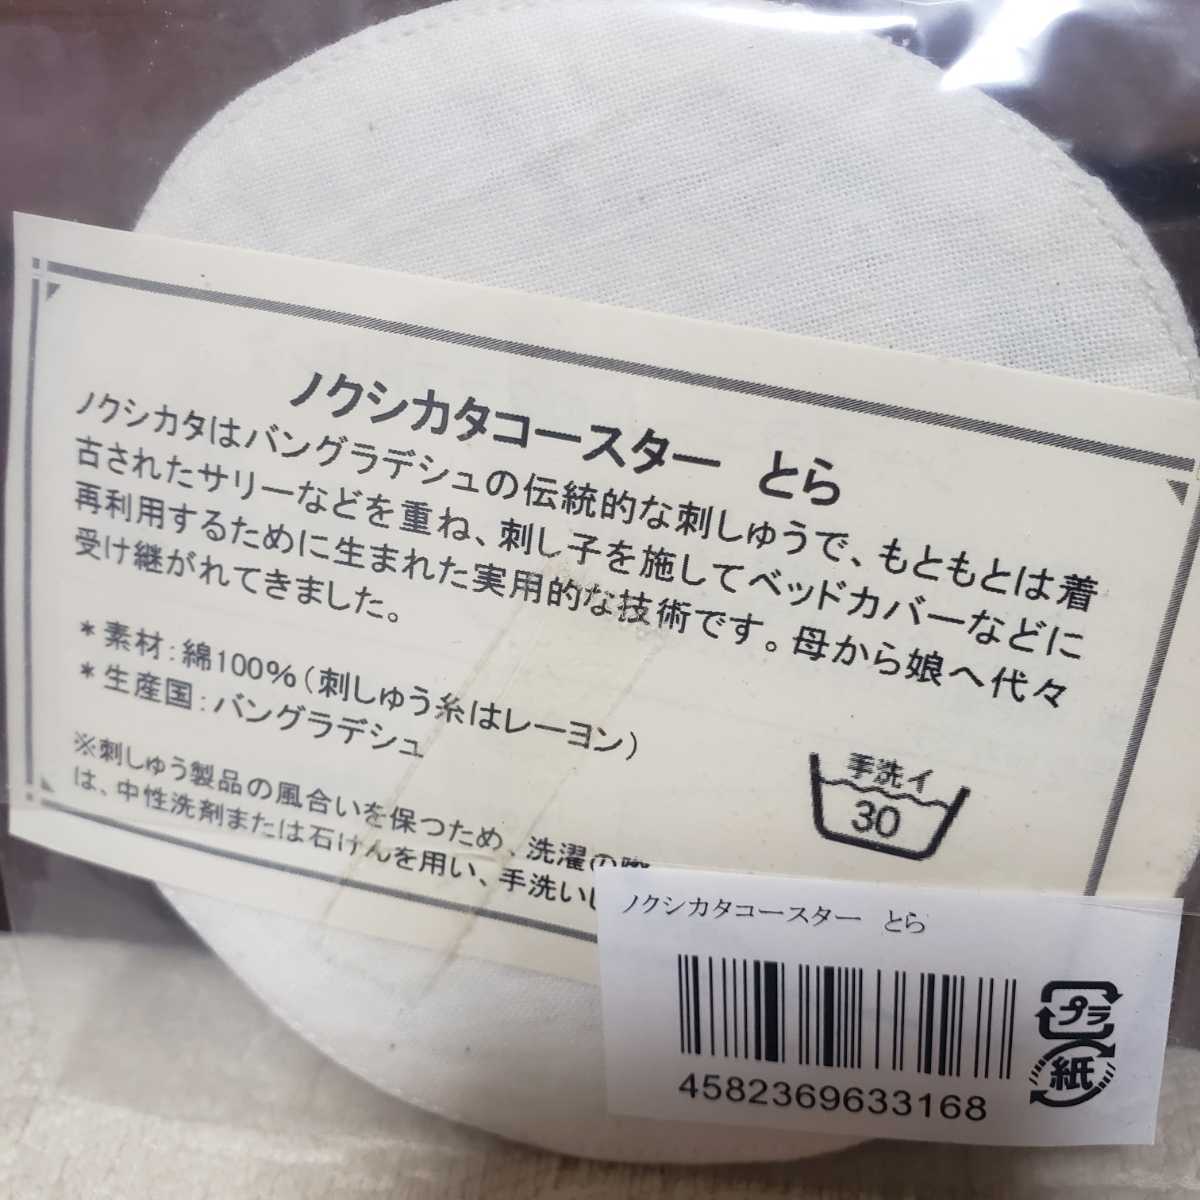 ノクシカタコースター　とら
ノクシカタはバングラデシュの伝統的な刺しゅうで、もともとは着
古されたサリーなどを重ね、刺し子を施してベッドカバーなどに
再利用するために生まれた実用的な技術です。母から娘へ代々
受け継がれてきました。
*素材：綿100%（刺しゅう糸はレーヨン）
*生産国：バングラデシュ
※刺しゅう製品の風合いを保つため、洗濯の際
は、中性洗剤または石けんを用い、手洗いし
手洗イ
30
ノクシカタコースター　とら
4582369633168
プラ
紙